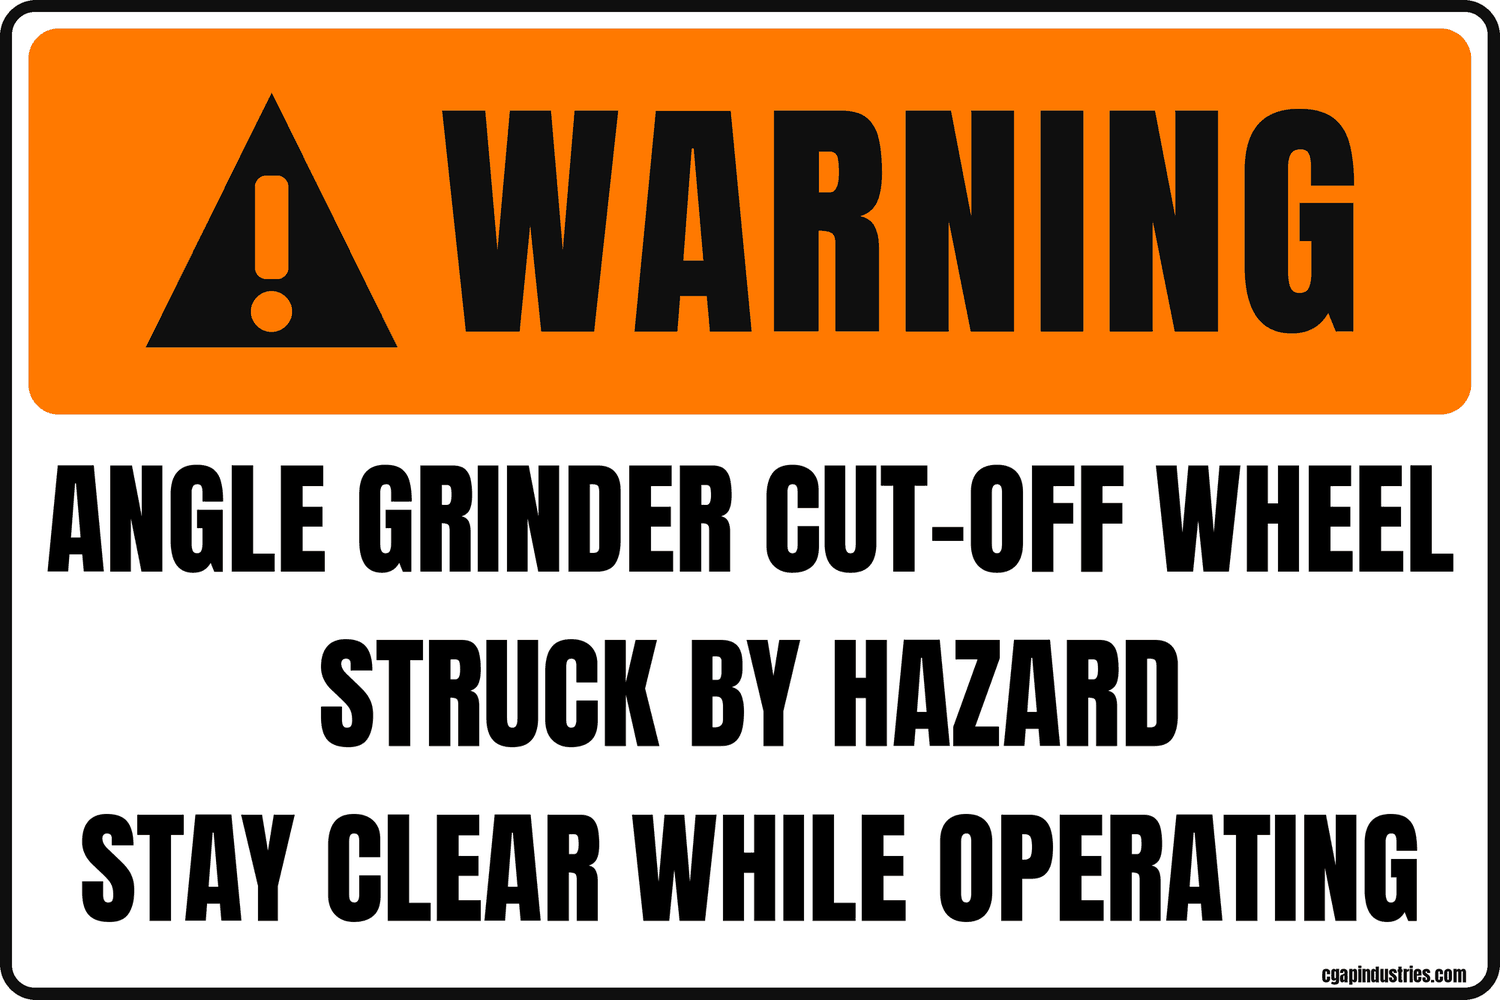 WARNING
ANGLE GRINDER CUT-OFF WHEEL
STRUCK BY HAZARD
STAY CLEAR WHILE OPERATING
cgapindustries.com